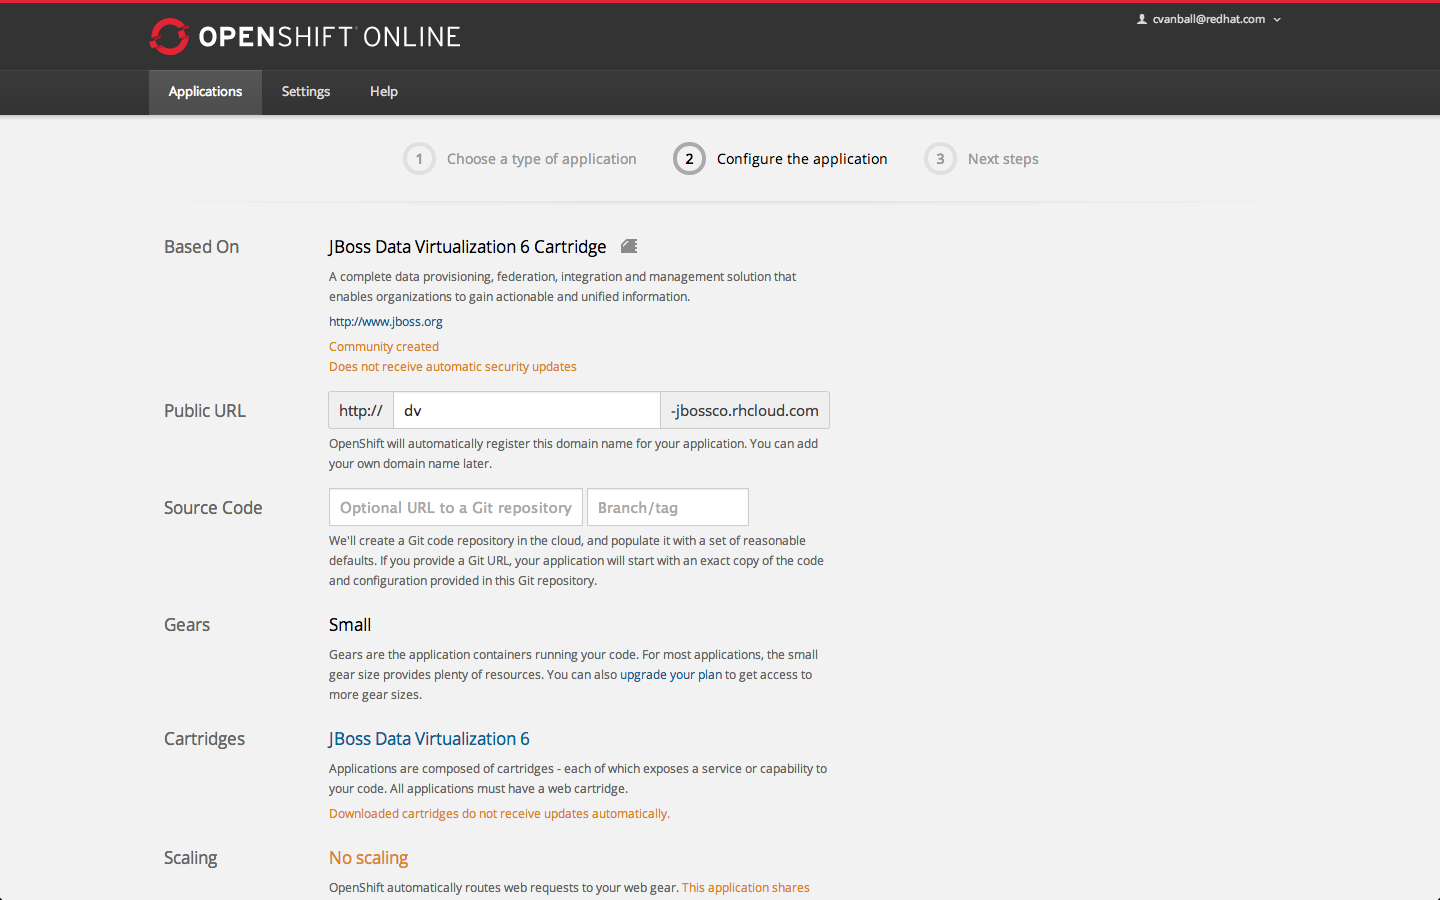 OPENSHIFT ONLINE
cvanball@redhat.com
Applications Settings Help
1 Choose a type of application 2 Configure the application 3 Next steps
Based On
JBoss Data Virtualization 6 Cartridge
A complete data provisioning, federation, integration and management solution that
enables organizations to gain actionable and unified information.
http://www.jboss.org
Community created
Does not receive automatic security updates
Public URL
http:// dv -jbossco.rhcloud.com
OpenShift will automatically register this domain name for your application. You can add
your own domain name later.
Source Code
Optional URL to a Git repository Branch/tag
We'll create a Git code repository in the cloud, and populate it with a set of reasonable
defaults. If you provide a Git URL, your application will start with an exact copy of the code
and configuration provided in this Git repository.
Gears
Small
Gears are the application containers running your code. For most applications, the small
gear size provides plenty of resources. You can also upgrade your plan to get access to
more gear sizes.
Cartridges
JBoss Data Virtualization 6
Applications are composed of cartridges - each of which exposes a service or capability to
your code. All applications must have a web cartridge.
Downloaded cartridges do not receive updates automatically.
Scaling
No scaling
OpenShift automatically routes web requests to your web gear. This application shares